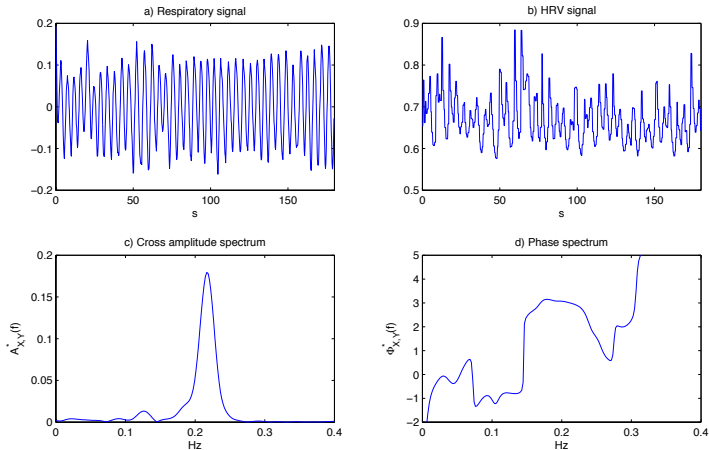 a) Respiratory signal
0.2
0.1
0
−0.1
−0.2
0 50 100 150
s
b) HRV signal
0.9
0.8
0.7
0.6
0.5
0 50 100 150
s
c) Cross amplitude spectrum
0.2
0.15
0.1
0.05
0
A*X,Y(f)
0 0.1 0.2 0.3 0.4
Hz
d) Phase spectrum
5
4
3
2
1
0
−1
−2
Φ*X,Y(f)
0 0.1 0.2 0.3 0.4
Hz